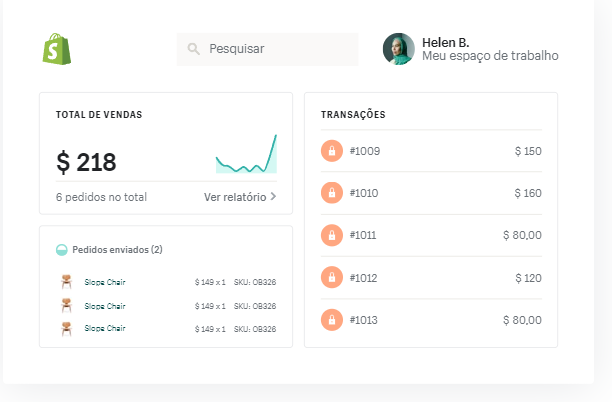 Pesquisar
Helen B.
Meu espaço de trabalho
TOTAL DE VENDAS
$ 218
6 pedidos no total
Ver relatório
Pedidos enviados (2)
Slope Chair $ 149 x 1 SKU: OB326
Slope Chair $ 149 x 1 SKU: OB326
Slope Chair $ 149 x 1 SKU: OB326
TRANSAÇÕES
#1009 $ 150
#1010 $ 160
#1011 $ 80,00
#1012 $ 120
#1013 $ 80,00